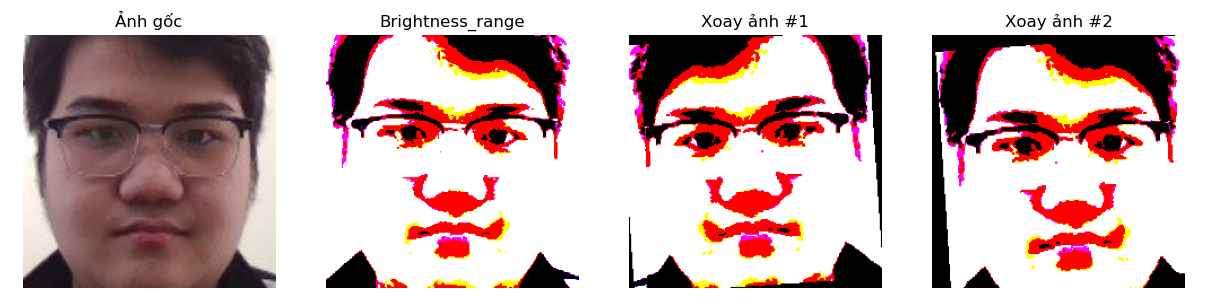 Ảnh gốc
Brightness_range
Xoay ảnh #1
Xoay ảnh #2